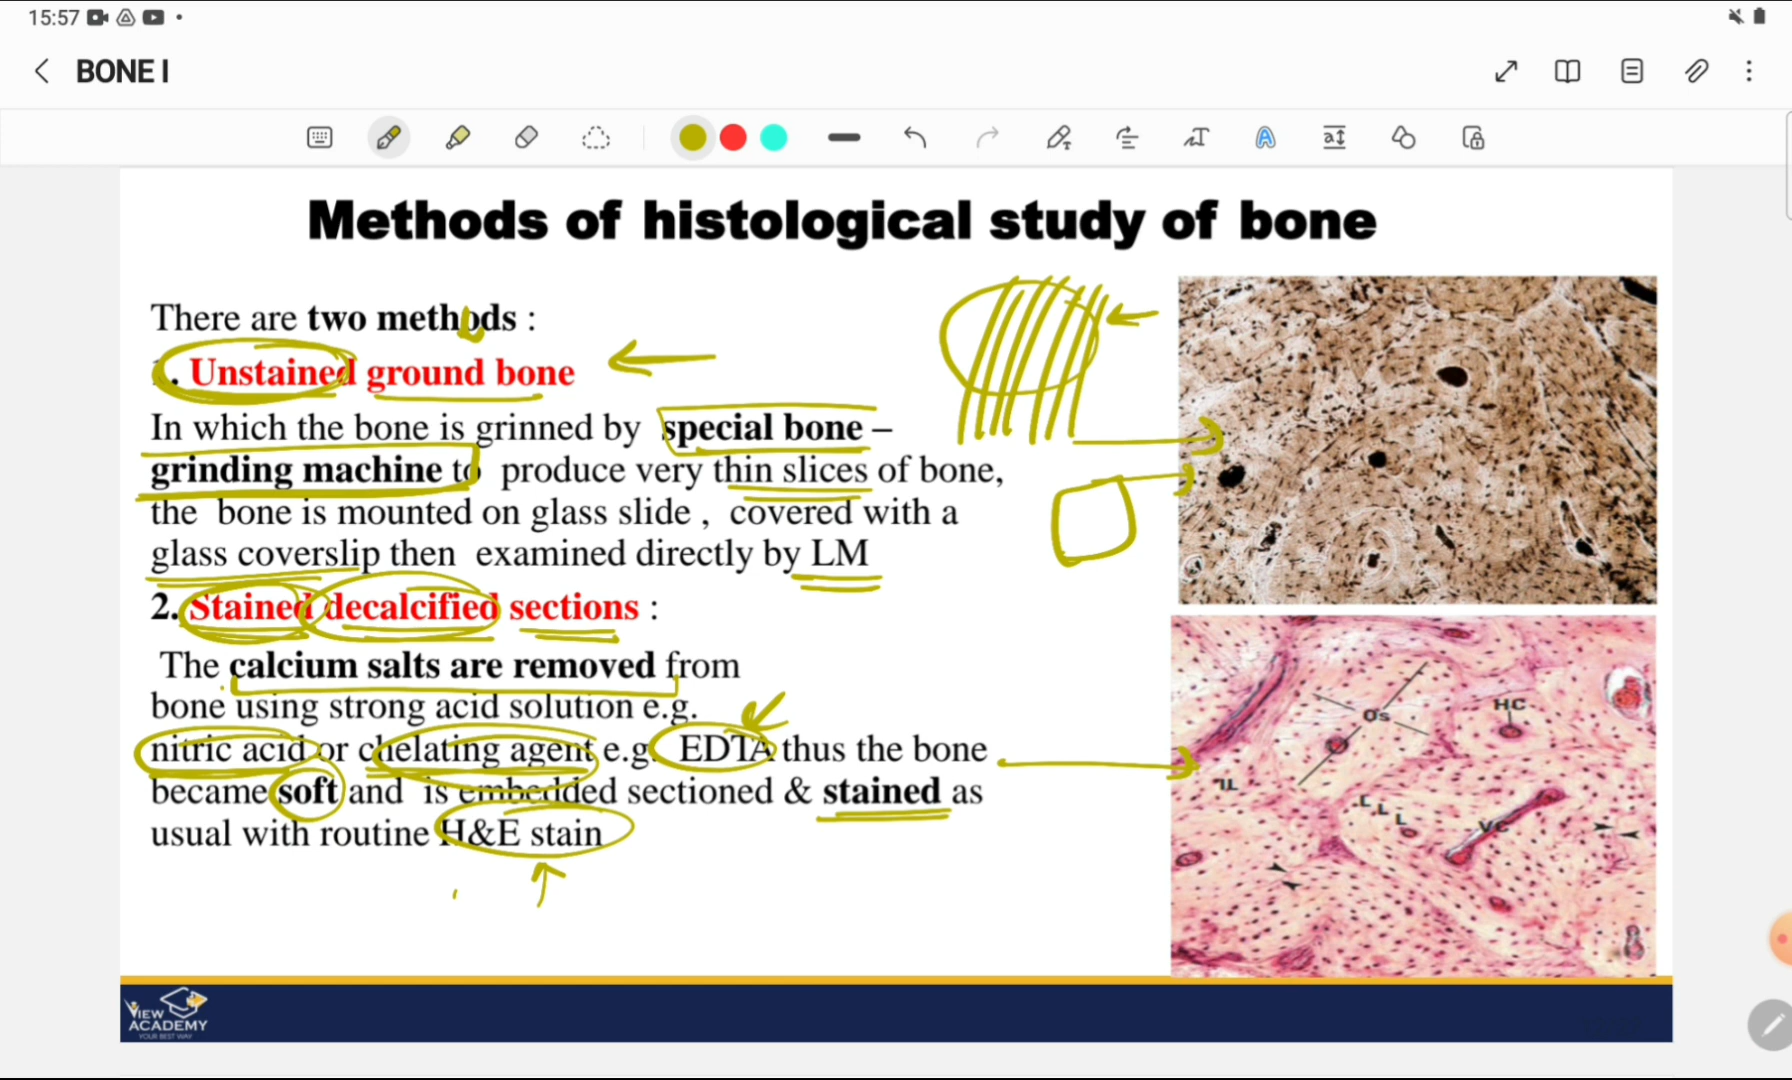 15:57
BONE I
Methods of histological study of bone
There are two methods :
. Unstained ground bone
In which the bone is grinned by special bone –
grinding machine to produce very thin slices of bone,
the bone is mounted on glass slide , covered with a
glass coverslip then examined directly by LM
2. Stained decalcified sections :
The calcium salts are removed from
bone using strong acid solution e.g.
nitric acid or chelating agent e.g. EDTA thus the bone
became soft and is embedded sectioned & stained as
usual with routine H&E stain
Os
HC
IL
L
L
L
VC
VIEW
ACADEMY
YOUR BEST WAY